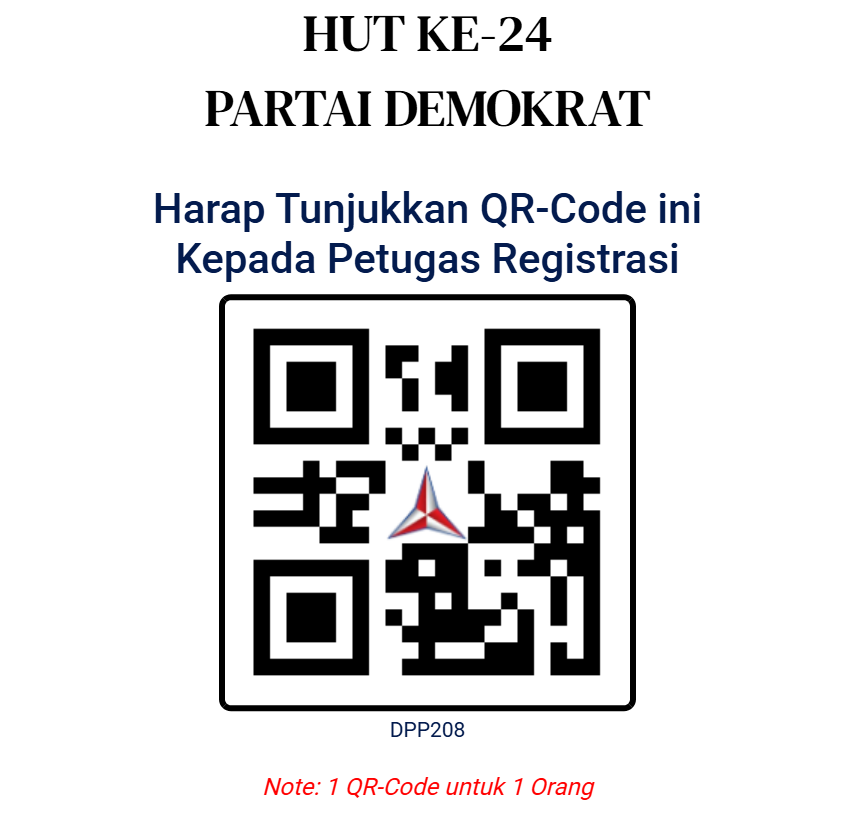 HUT KE-24
PARTAI DEMOKRAT
Harap Tunjukkan QR-Code ini
Kepada Petugas Registrasi
DPP208
Note: 1 QR-Code untuk 1 Orang